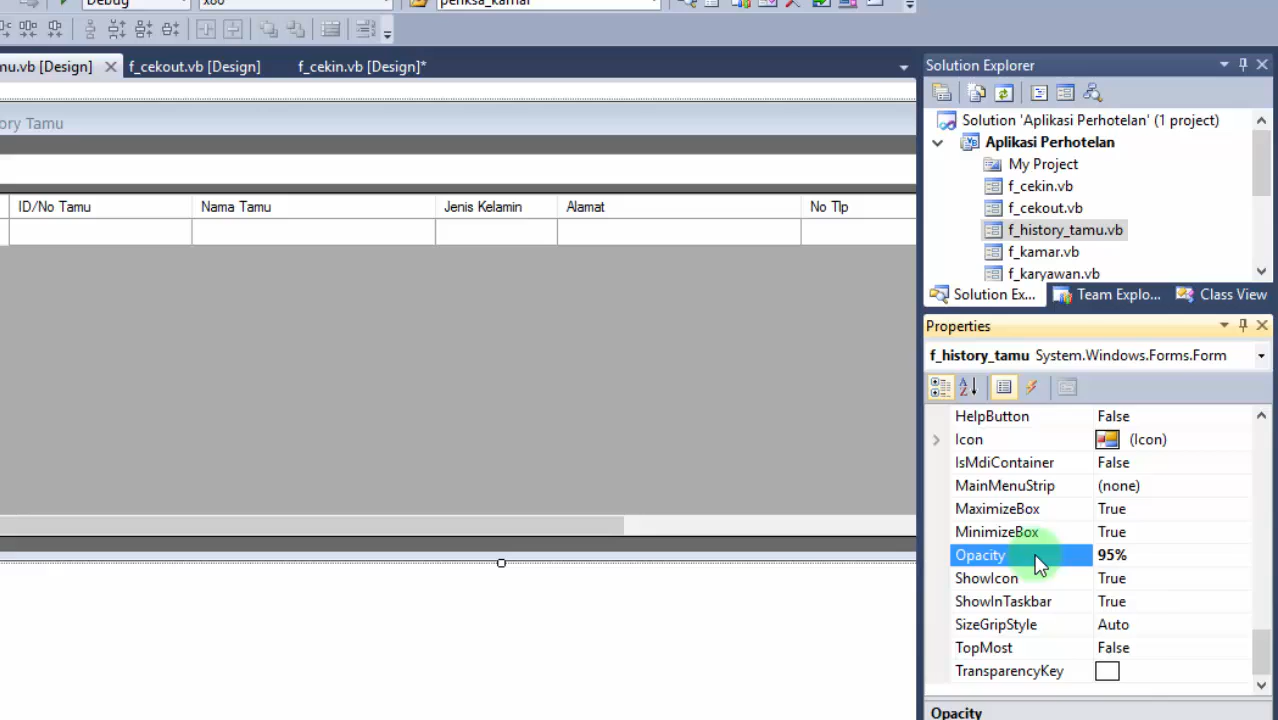 Debug x86 periksa_kamar
mu.vb [Design] f_cekout.vb [Design] f_cekin.vb [Design]*
ory Tamu
ID/No Tamu Nama Tamu Jenis Kelamin Alamat No Tlp
Solution Explorer
Solution 'Aplikasi Perhotelan' (1 project)
Aplikasi Perhotelan
My Project
f_cekin.vb
f_cekout.vb
f_history_tamu.vb
f_kamar.vb
f_karyawan.vb
Solution Ex... Team Explo... Class View
Properties
f_history_tamu System.Windows.Forms.Form
HelpButton False
Icon (Icon)
IsMdiContainer False
MainMenuStrip (none)
MaximizeBox True
MinimizeBox True
Opacity 95%
ShowIcon True
ShowInTaskbar True
SizeGripStyle Auto
TopMost False
TransparencyKey
Opacity